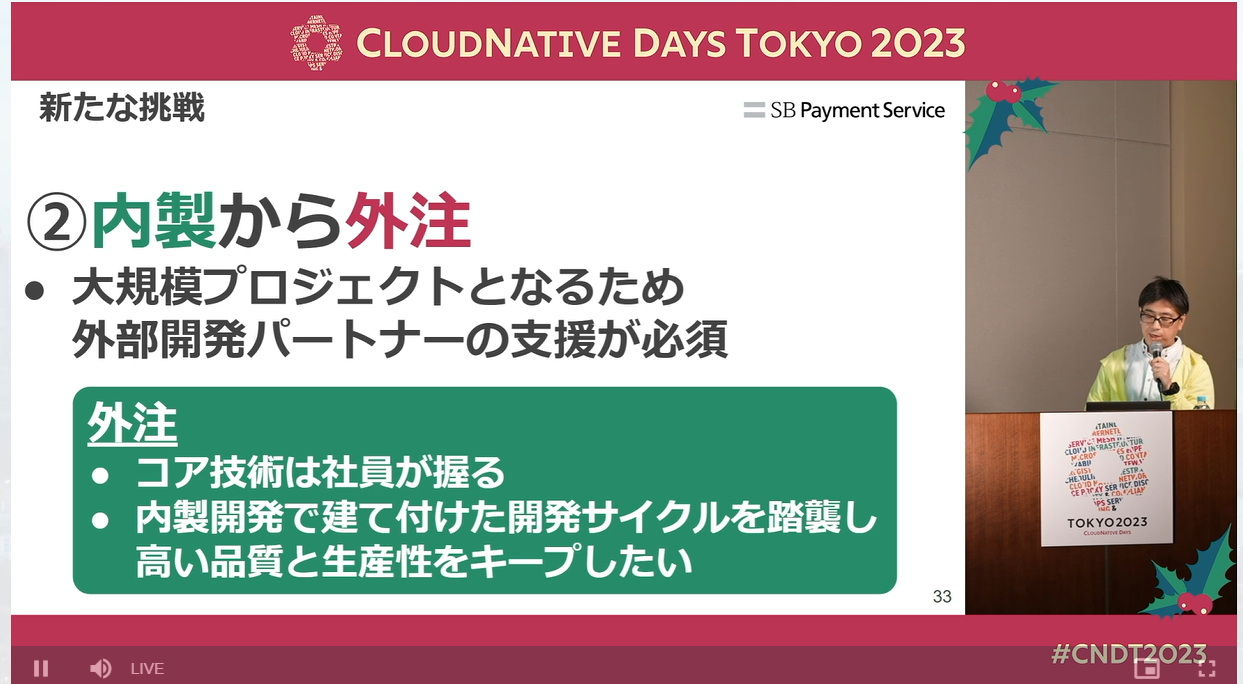 CLOUDNATIVE DAYS TOKYO 2023
新たな挑戦
SB Payment Service
②内製から外注
● 大規模プロジェクトとなるため
外部開発パートナーの支援が必須
外注
● コア技術は社員が握る
● 内製開発で建て付けた開発サイクルを踏襲し
高い品質と生産性をキープしたい
33
TOKYO2023
CLOUDNATIVE DAYS
#CNDT2023
LIVE